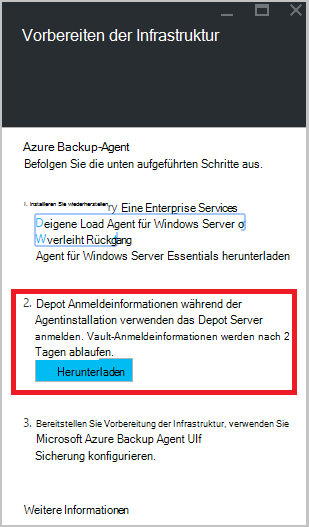 Vorbereiten der Infrastruktur
Azure Backup-Agent
Befolgen Sie die unten aufgeführten Schritte aus.
1. Installieren Sie wiederherstellen ry Eine Enterprise Services
Deigene Load Agent für Windows Server o
Wverleiht Rückgang
Agent für Windows Server Essentials herunterladen
2. Depot Anmeldeinformationen während der
Agentinstallation verwenden das Depot Server
anmelden. Vault-Anmeldeinformationen werden nach 2
Tagen ablaufen.
Herunterladen
3. Bereitstellen Sie Vorbereitung der Infrastruktur, verwenden Sie
Microsoft Azure Backup Agent UIf
Sicherung konfigurieren.
Weitere Informationen